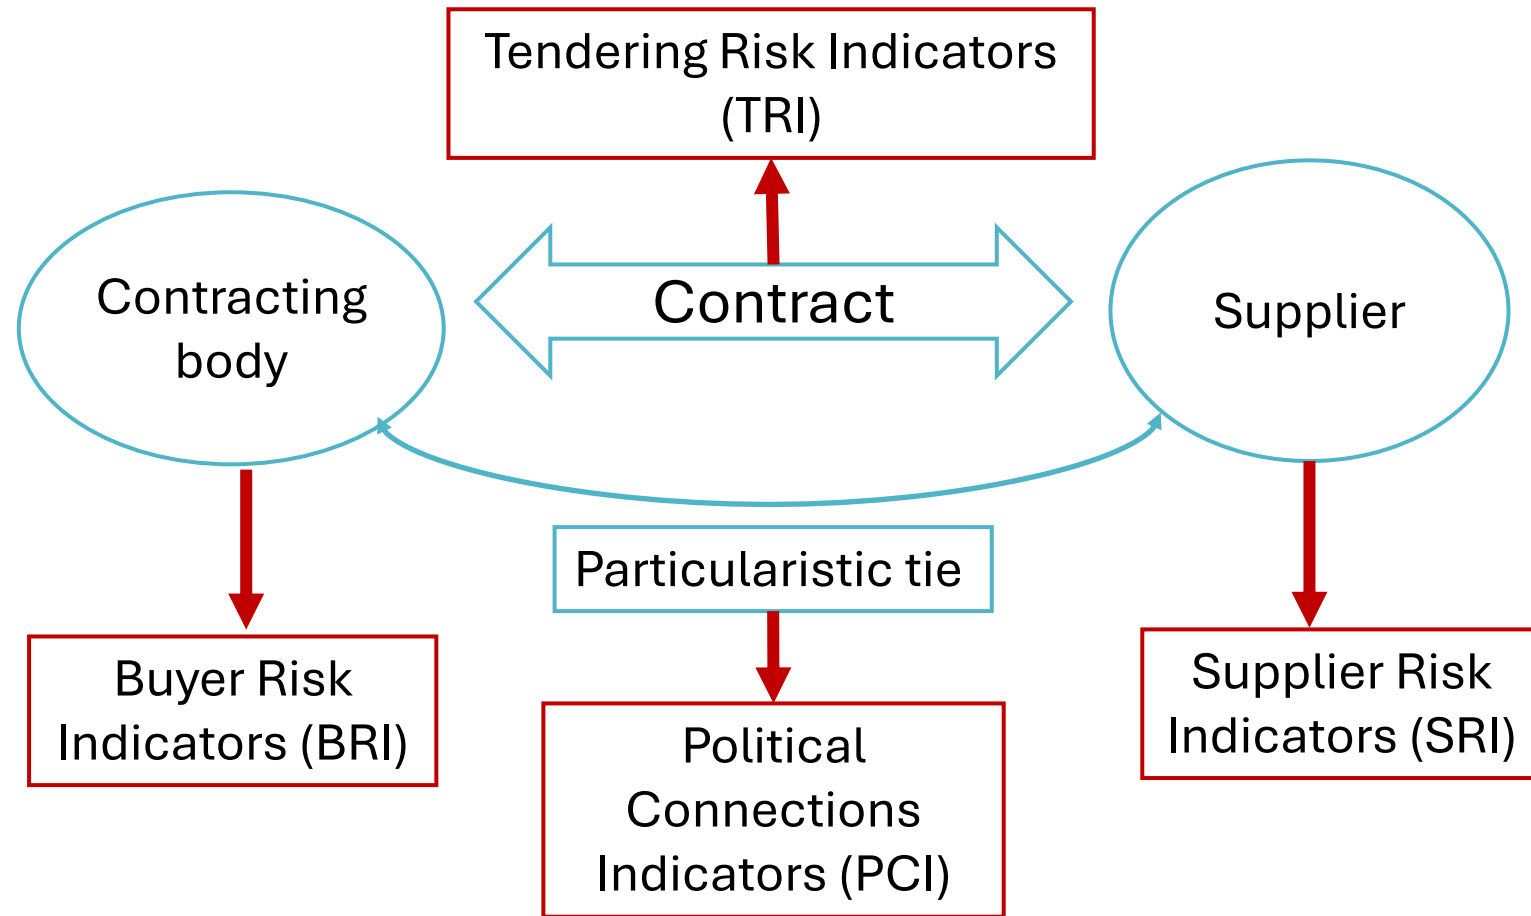 Tendering Risk Indicators
(TRI)
Contracting
body
Contract
Supplier
Particularistic tie
Buyer Risk
Indicators (BRI)
Political
Connections
Indicators (PCI)
Supplier Risk
Indicators (SRI)